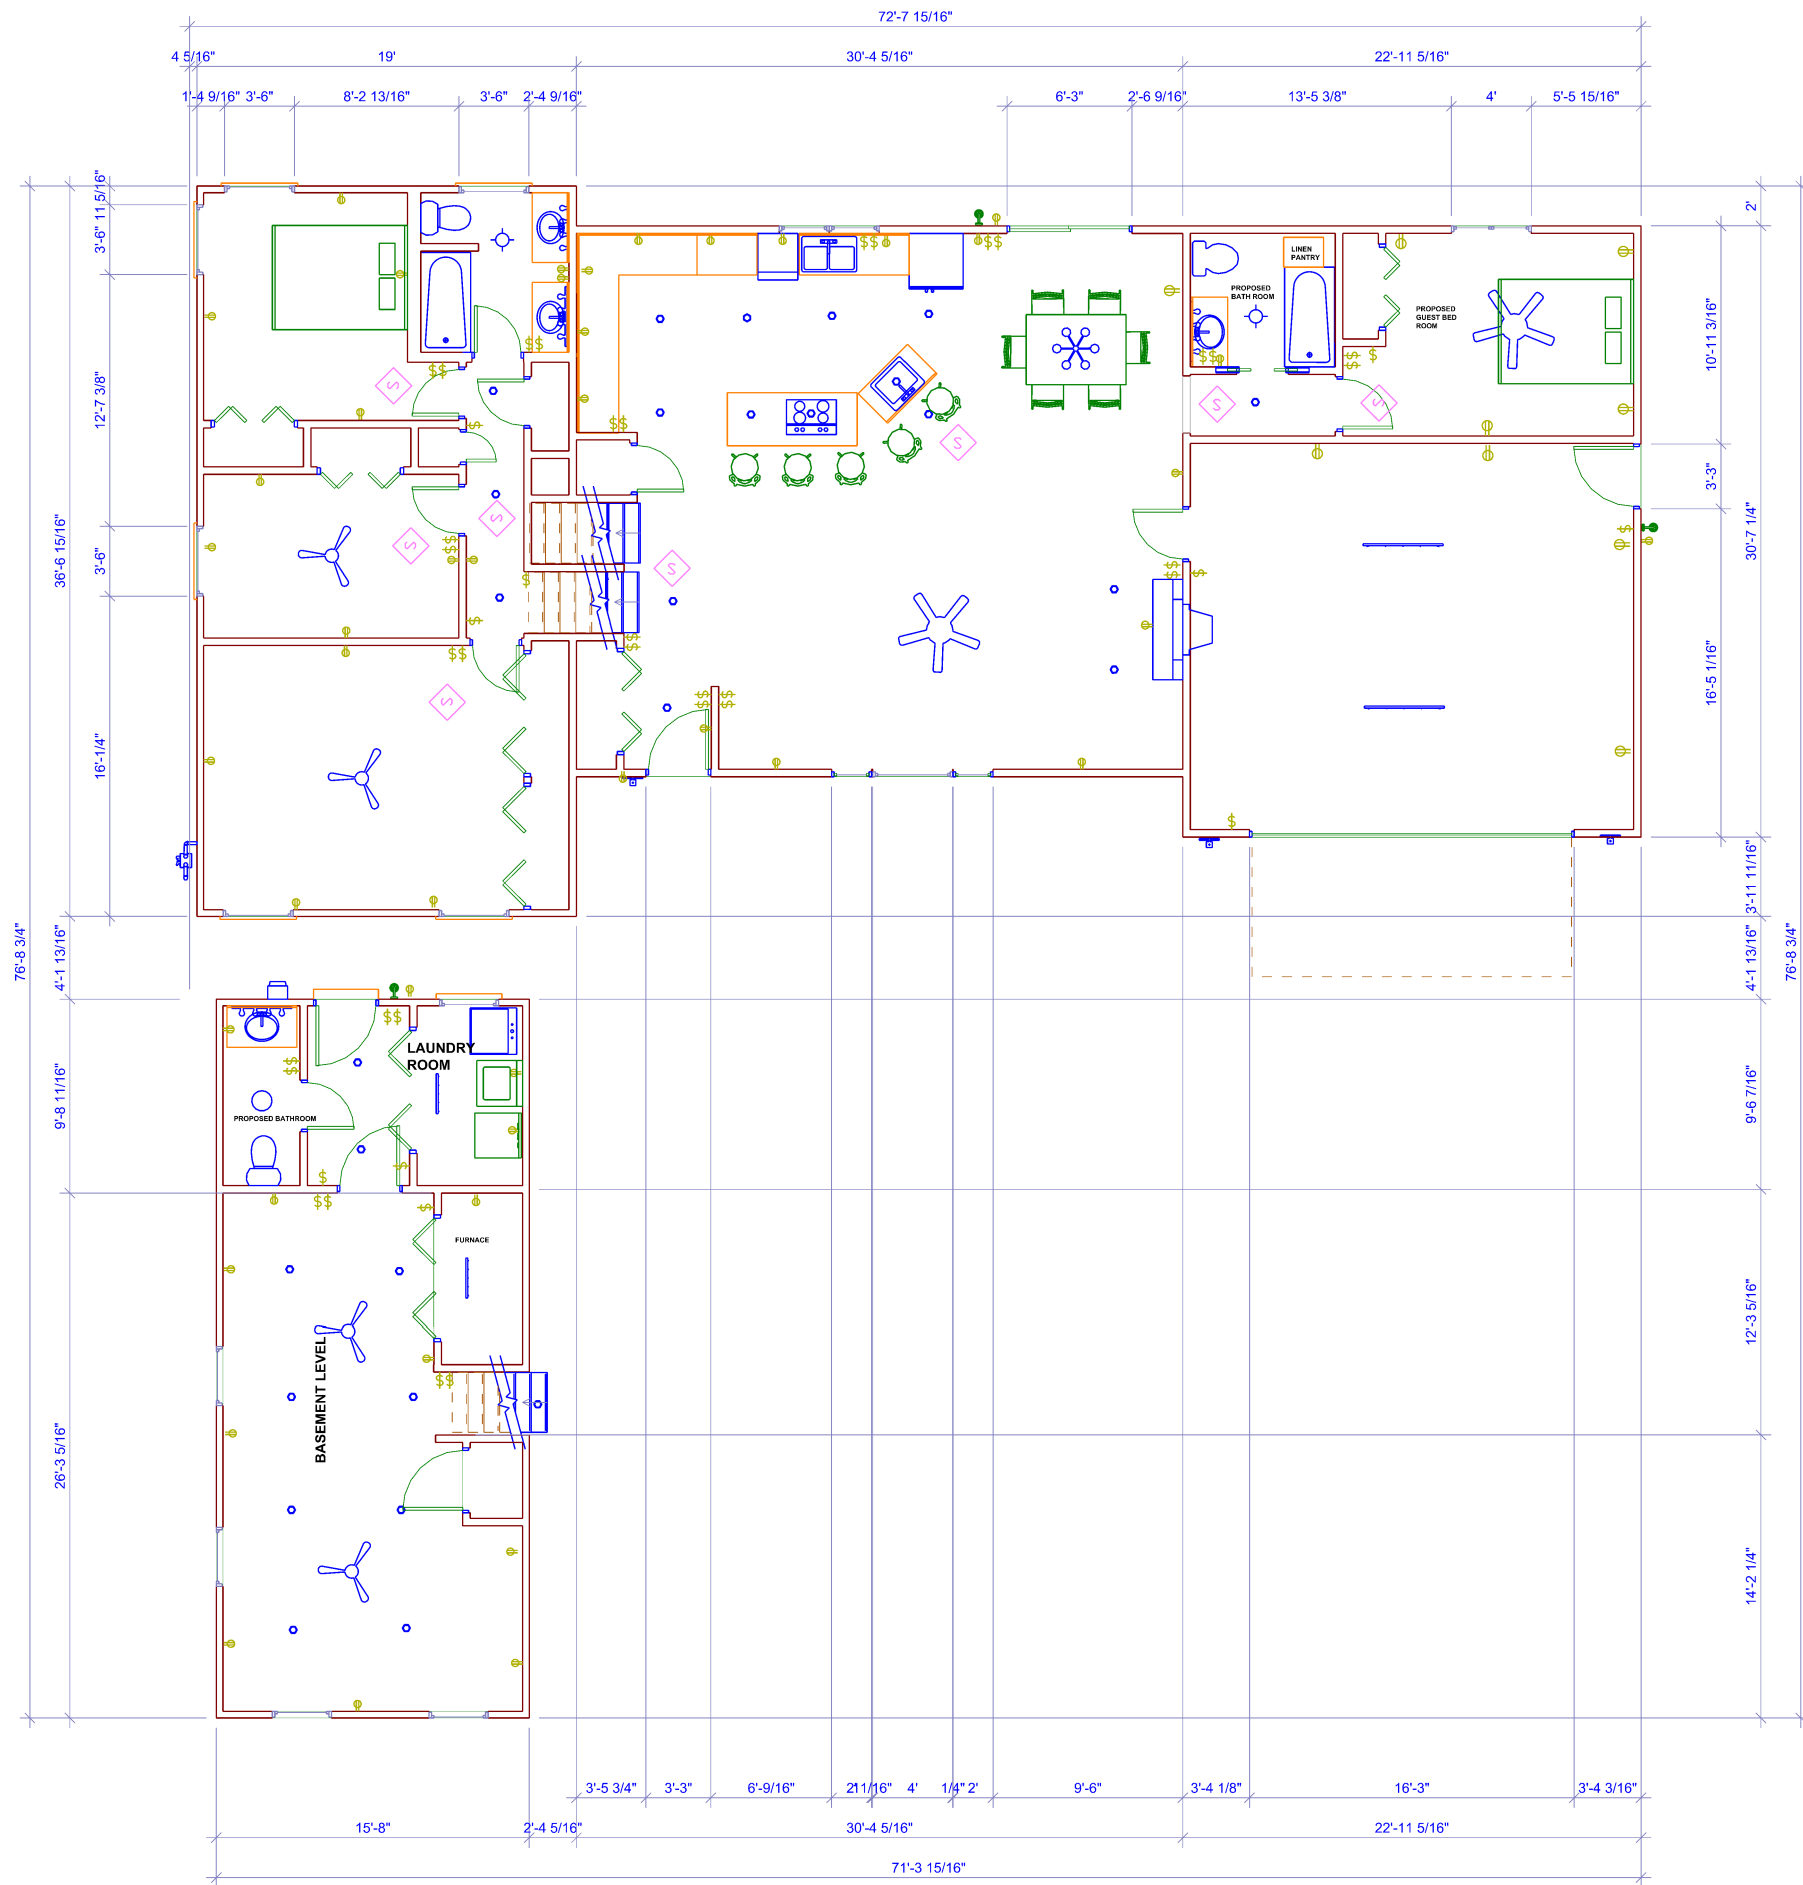 72'-7 15/16"
4 5/16"
19'
30'-4 5/16"
22'-11 5/16"
1'-4 9/16"
3'-6"
8'-2 13/16"
3'-6"
2'-4 9/16"
6'-3"
2'-6 9/16"
13'-5 3/8"
4'
5'-5 15/16"
11 5/16"
3'-6"
12'-7 3/8"
3'-6"
16'-1/4"
36'-6 15/16"
4'-1 13/16"
9'-8 11/16"
26'-3 5/16"
76'-8 3/4"
2'
10'-11 3/16"
3'-3"
16'-5 1/16"
30'-7 1/4"
3'-11 11/16"
4'-1 13/16"
9'-6 7/16"
12'-3 5/16"
14'-2 1/4"
76'-8 3/4"
LINEN
PANTRY
PROPOSED
BATH ROOM
PROPOSED
GUEST BED
ROOM
S
S
S
S
S
S
S
S
LAUNDRY
ROOM
PROPOSED BATHROOM
FURNACE
BASEMENT LEVEL
3'-5 3/4"
3'-3"
6'-9/16"
4'
2'
9'-6"
3'-4 1/8"
16'-3"
3'-4 3/16"
15'-8"
2'-4 5/16"
30'-4 5/16"
22'-11 5/16"
71'-3 15/16"